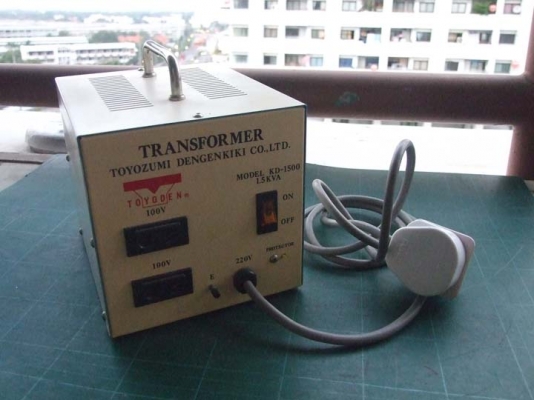 TRANSFORMER
TOYOZUMI DENGENKIKI CO.,LTD.
MODEL KD-1500
1.5KVA
TOYODEN®
ON
OFF
100V
100V
E
220V
PROTECTOR